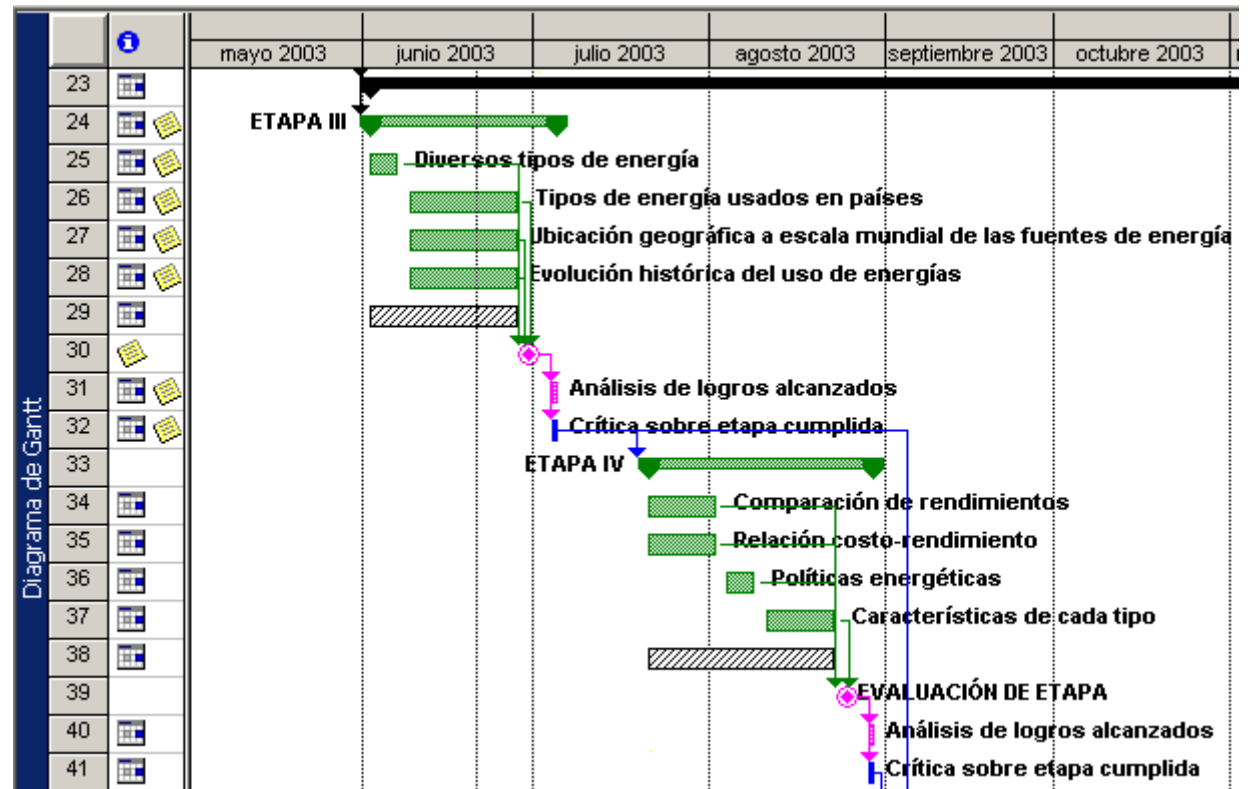 Diagrama de Gantt
mayo 2003 junio 2003 julio 2003 agosto 2003 septiembre 2003 octubre 2003
23
24 ETAPA III
25 Diversos tipos de energía
26 Tipos de energía usados en países
27 Ubicación geográfica a escala mundial de las fuentes de energía
28 Evolución histórica del uso de energías
29
30
31 Análisis de logros alcanzados
32 Crítica sobre etapa cumplida
33 ETAPA IV
34 Comparación de rendimientos
35 Relación costo-rendimiento
36 Políticas energéticas
37 Características de cada tipo
38
39 EVALUACIÓN DE ETAPA
40 Análisis de logros alcanzados
41 Crítica sobre etapa cumplida